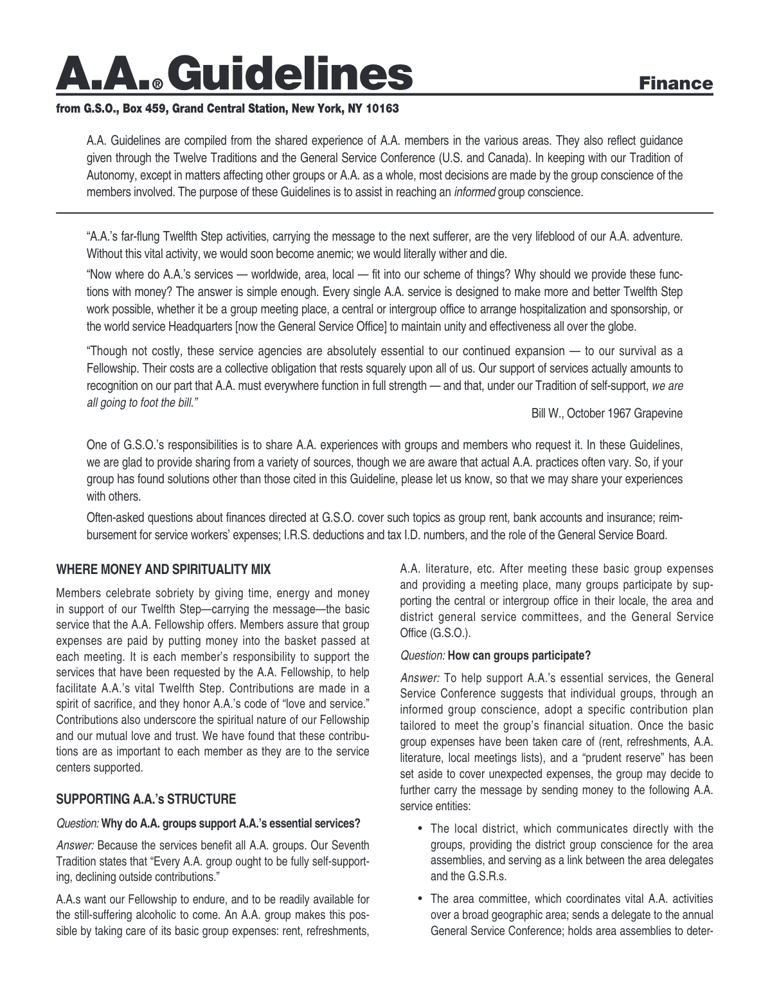 A.A.® Guidelines
Finance
from G.S.O., Box 459, Grand Central Station, New York, NY 10163
A.A. Guidelines are compiled from the shared experience of A.A. members in the various areas. They also reflect guidance
given through the Twelve Traditions and the General Service Conference (U.S. and Canada). In keeping with our Tradition of
Autonomy, except in matters affecting other groups or A.A. as a whole, most decisions are made by the group conscience of the
members involved. The purpose of these Guidelines is to assist in reaching an informed group conscience.
“A.A.’s far-flung Twelfth Step activities, carrying the message to the next sufferer, are the very lifeblood of our A.A. adventure.
Without this vital activity, we would soon become anemic; we would literally wither and die.
“Now where do A.A.’s services — worldwide, area, local — fit into our scheme of things? Why should we provide these func-
tions with money? The answer is simple enough. Every single A.A. service is designed to make more and better Twelfth Step
work possible, whether it be a group meeting place, a central or intergroup office to arrange hospitalization and sponsorship, or
the world service Headquarters [now the General Service Office] to maintain unity and effectiveness all over the globe.
“Though not costly, these service agencies are absolutely essential to our continued expansion — to our survival as a
Fellowship. Their costs are a collective obligation that rests squarely upon all of us. Our support of services actually amounts to
recognition on our part that A.A. must everywhere function in full strength — and that, under our Tradition of self-support, we are
all going to foot the bill.”
Bill W., October 1967 Grapevine
One of G.S.O.’s responsibilities is to share A.A. experiences with groups and members who request it. In these Guidelines,
we are glad to provide sharing from a variety of sources, though we are aware that actual A.A. practices often vary. So, if your
group has found solutions other than those cited in this Guideline, please let us know, so that we may share your experiences
with others.
Often-asked questions about finances directed at G.S.O. cover such topics as group rent, bank accounts and insurance; reim-
bursement for service workers’ expenses; I.R.S. deductions and tax I.D. numbers, and the role of the General Service Board.
WHERE MONEY AND SPIRITUALITY MIX
Members celebrate sobriety by giving time, energy and money
in support of our Twelfth Step—carrying the message—the basic
service that the A.A. Fellowship offers. Members assure that group
expenses are paid by putting money into the basket passed at
each meeting. It is each member’s responsibility to support the
services that have been requested by the A.A. Fellowship, to help
facilitate A.A.’s vital Twelfth Step. Contributions are made in a
spirit of sacrifice, and they honor A.A.’s code of “love and service.”
Contributions also underscore the spiritual nature of our Fellowship
and our mutual love and trust. We have found that these contribu-
tions are as important to each member as they are to the service
centers supported.
SUPPORTING A.A.’s STRUCTURE
Question: Why do A.A. groups support A.A.’s essential services?
Answer: Because the services benefit all A.A. groups. Our Seventh
Tradition states that “Every A.A. group ought to be fully self-support-
ing, declining outside contributions.”
A.A.s want our Fellowship to endure, and to be readily available for
the still-suffering alcoholic to come. An A.A. group makes this pos-
sible by taking care of its basic group expenses: rent, refreshments,
A.A. literature, etc. After meeting these basic group expenses
and providing a meeting place, many groups participate by sup-
porting the central or intergroup office in their locale, the area and
district general service committees, and the General Service
Office (G.S.O.).
Question: How can groups participate?
Answer: To help support A.A.’s essential services, the General
Service Conference suggests that individual groups, through an
informed group conscience, adopt a specific contribution plan
tailored to meet the group’s financial situation. Once the basic
group expenses have been taken care of (rent, refreshments, A.A.
literature, local meetings lists), and a “prudent reserve” has been
set aside to cover unexpected expenses, the group may decide to
further carry the message by sending money to the following A.A.
service entities:
• The local district, which communicates directly with the
groups, providing the district group conscience for the area
assemblies, and serving as a link between the area delegates
and the G.S.R.s.
• The area committee, which coordinates vital A.A. activities
over a broad geographic area; sends a delegate to the annual
General Service Conference; holds area assemblies to deter-